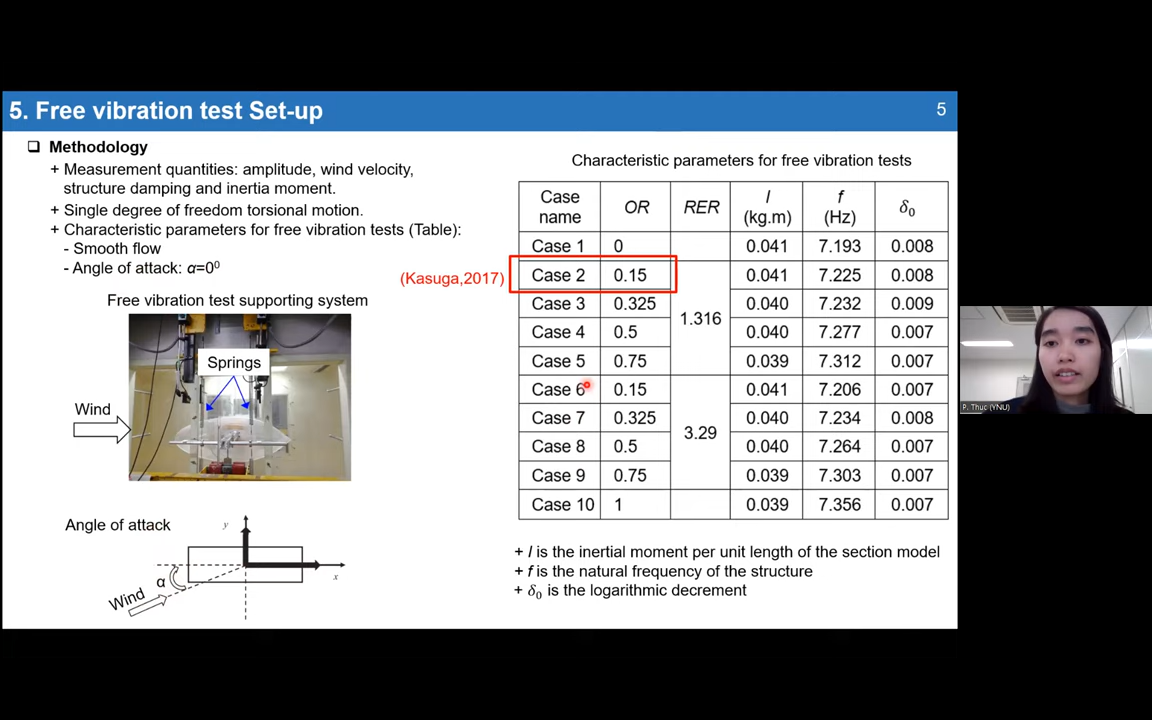 5. Free vibration test Set-up
5
❑ Methodology
+ Measurement quantities: amplitude, wind velocity,
structure damping and inertia moment.
+ Single degree of freedom torsional motion.
+ Characteristic parameters for free vibration tests (Table):
- Smooth flow
- Angle of attack: α=0⁰
Free vibration test supporting system
Springs
Wind
Angle of attack
y
x
α
Wind
Characteristic parameters for free vibration tests
Case name OR RER I (kg.m) f (Hz) δ₀
Case 1 0 0.041 7.193 0.008
(Kasuga,2017) Case 2 0.15 0.041 7.225 0.008
Case 3 0.325 0.040 7.232 0.009
1.316
Case 4 0.5 0.040 7.277 0.007
Case 5 0.75 0.039 7.312 0.007
Case 6 0.15 0.041 7.206 0.007
Case 7 0.325 0.040 7.234 0.008
3.29
Case 8 0.5 0.040 7.264 0.007
Case 9 0.75 0.039 7.303 0.007
Case 10 1 0.039 7.356 0.007
+ I is the inertial moment per unit length of the section model
+ f is the natural frequency of the structure
+ δ₀ is the logarithmic decrement
P. Thuc (YNU)